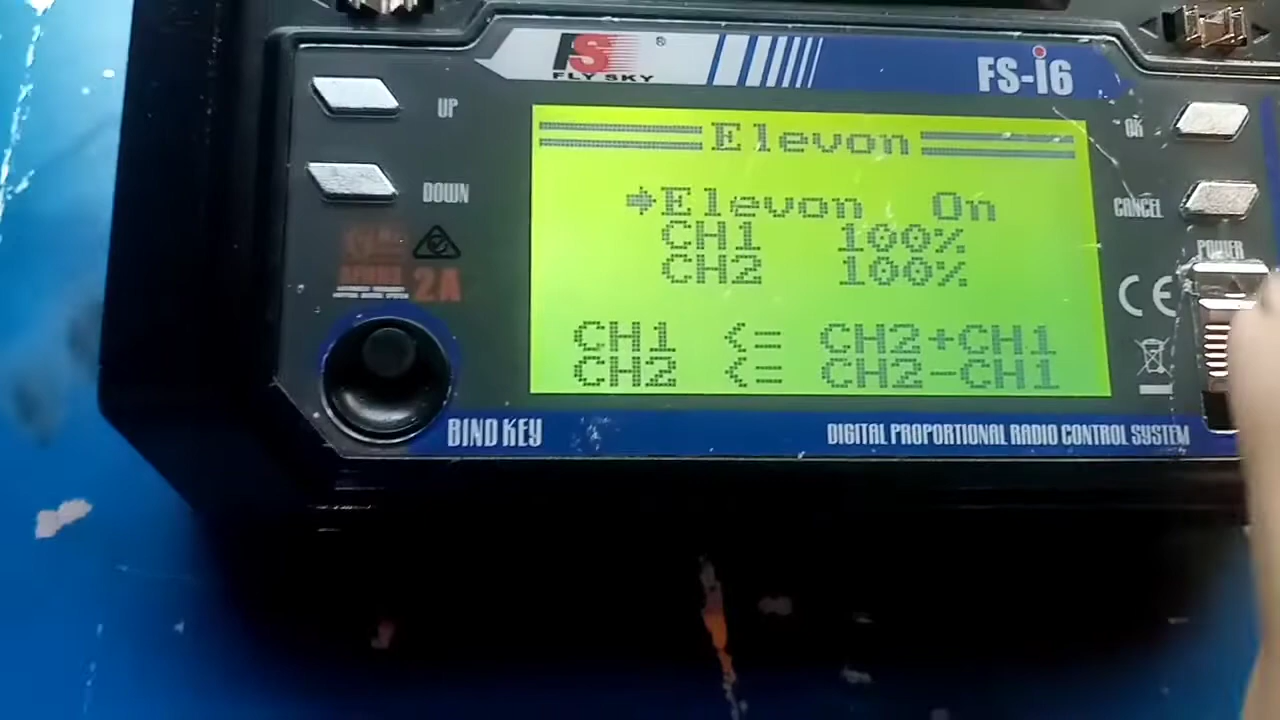 FS ®
FLY SKY
FS-i6
UP
OK
DOWN
CANCEL
POWER
Elevon
Elevon On
CH1 100%
CH2 100%
CH1 <= CH2+CH1
CH2 <= CH2-CH1
2A
CE
BIND KEY
DIGITAL PROPORTIONAL RADIO CONTROL SYSTEM